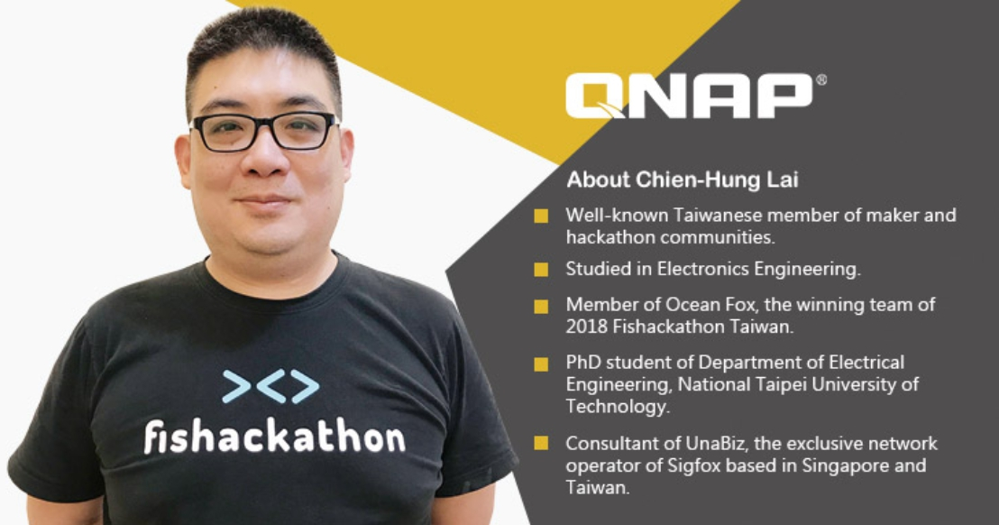 QNAP®
About Chien-Hung Lai
Well-known Taiwanese member of maker and
hackathon communities.
Studied in Electronics Engineering.
Member of Ocean Fox, the winning team of
2018 Fishackathon Taiwan.
PhD student of Department of Electrical
Engineering, National Taipei University of
Technology.
Consultant of UnaBiz, the exclusive network
operator of Sigfox based in Singapore and
Taiwan.
><>
fishackathon